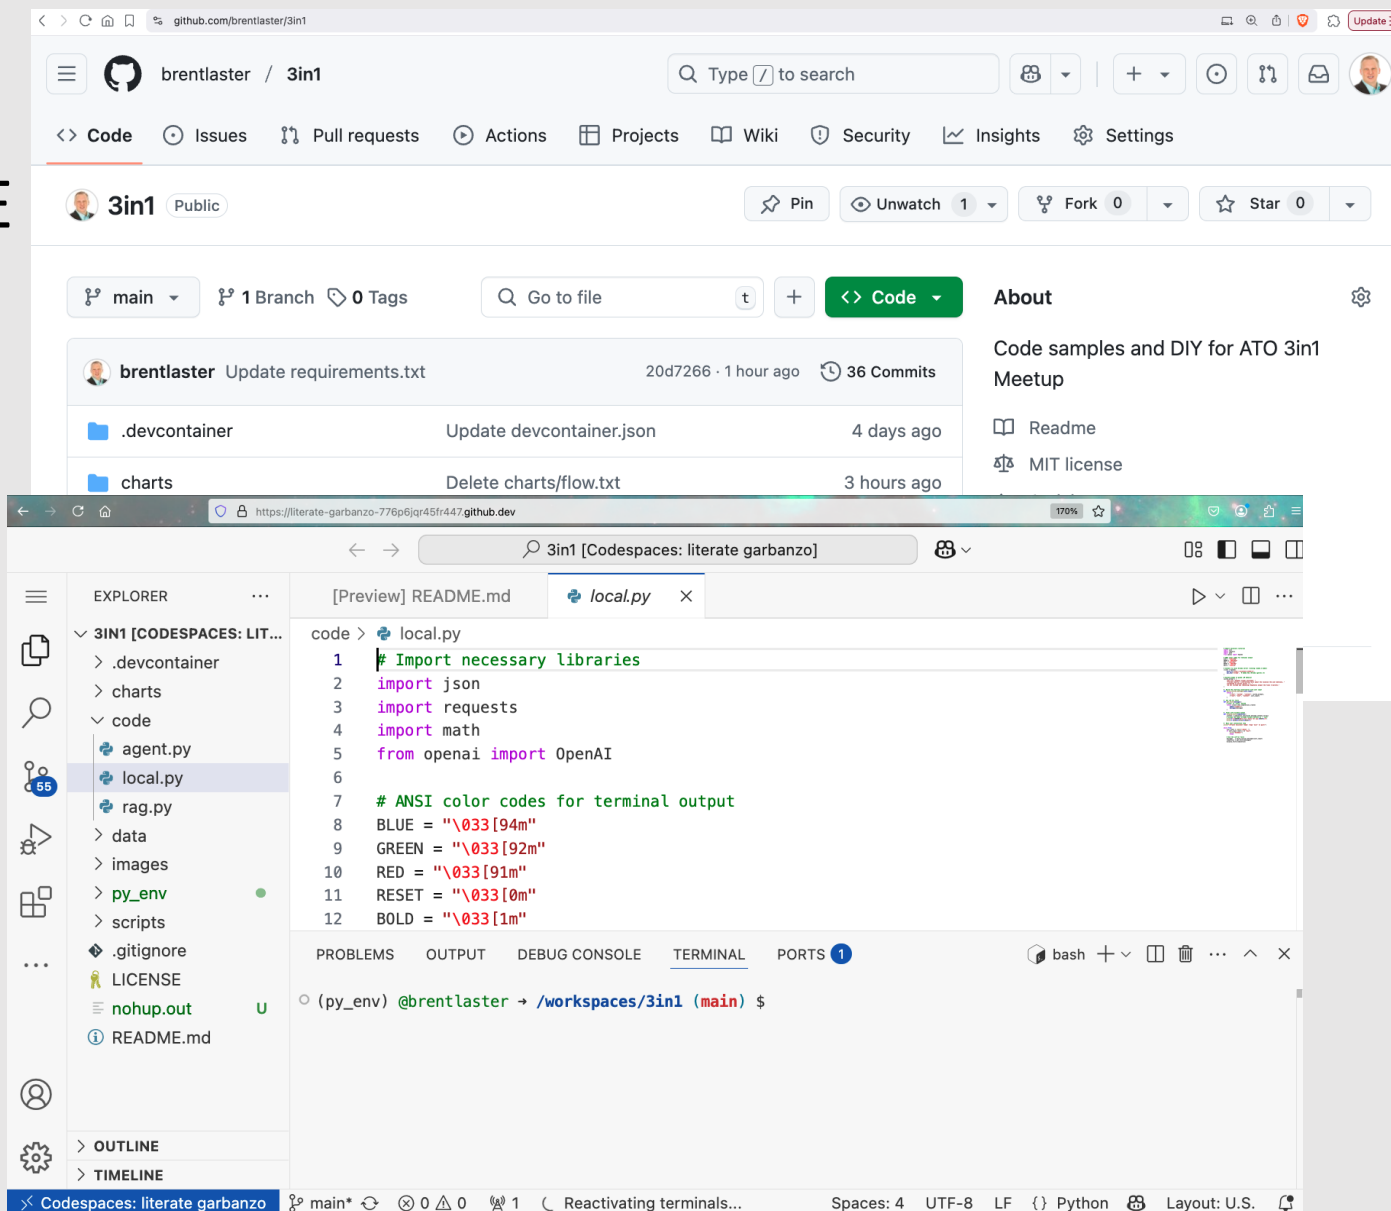 github.com/brentlaster/3in1
Update
brentlaster / 3in1
Type / to search
Code Issues Pull requests Actions Projects Wiki Security Insights Settings
E
3in1 Public
Pin Unwatch 1 Fork 0 Star 0
main 1 Branch 0 Tags Go to file t + <> Code About
Code samples and DIY for ATO 3in1
Meetup
brentlaster Update requirements.txt 20d7266 · 1 hour ago 36 Commits
.devcontainer Update devcontainer.json 4 days ago
Readme
MIT license
charts Delete charts/flow.txt 3 hours ago
https://literate-garbanzo-776p6jqr45fr447.github.dev 170%
3in1 [Codespaces: literate garbanzo]
EXPLORER ...
3IN1 [CODESPACES: LIT...
.devcontainer
charts
code
agent.py
local.py
rag.py
data
images
py_env
scripts
.gitignore
LICENSE
nohup.out U
README.md
OUTLINE
TIMELINE
55
[Preview] README.md local.py
code > local.py
1 # Import necessary libraries
2 import json
3 import requests
4 import math
5 from openai import OpenAI
6
7 # ANSI color codes for terminal output
8 BLUE = "\033[94m"
9 GREEN = "\033[92m"
10 RED = "\033[91m"
11 RESET = "\033[0m"
12 BOLD = "\033[1m"
PROBLEMS OUTPUT DEBUG CONSOLE TERMINAL PORTS 1 bash
(py_env) @brentlaster → /workspaces/3in1 (main) $
Codespaces: literate garbanzo main* 0 0 1 Reactivating terminals... Spaces: 4 UTF-8 LF {} Python Layout: U.S.